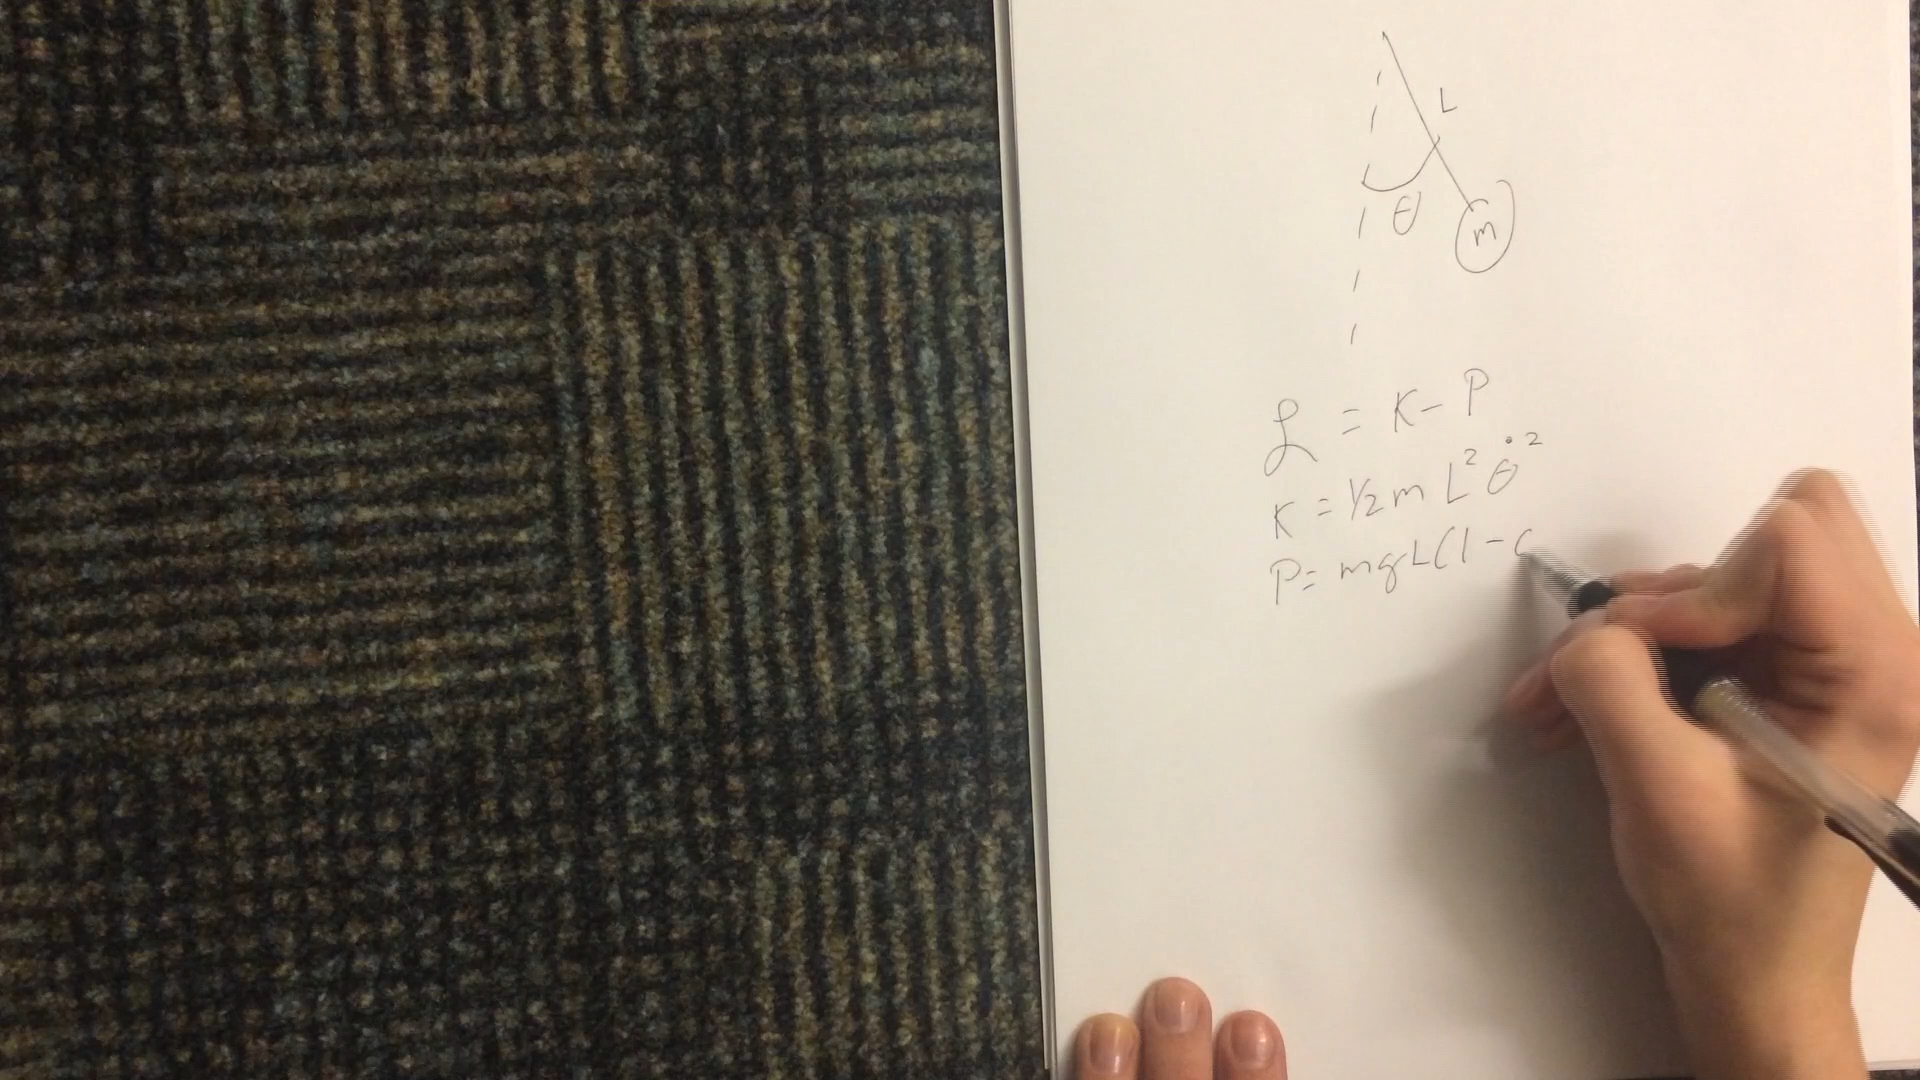 L
θ
m
ℒ = K - P
K = 1/2 m L² θ̇²
P = mgL(1 - c